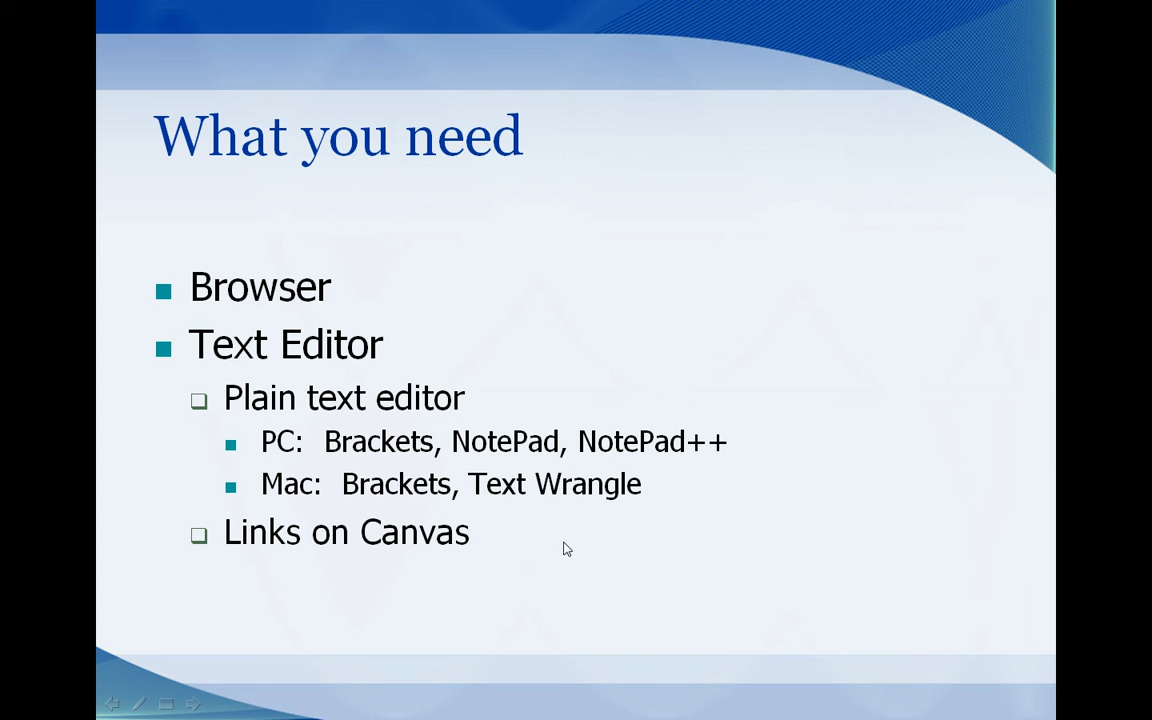 What you need
Browser
Text Editor
Plain text editor
PC:  Brackets, NotePad, NotePad++
Mac:  Brackets, Text Wrangle
Links on Canvas